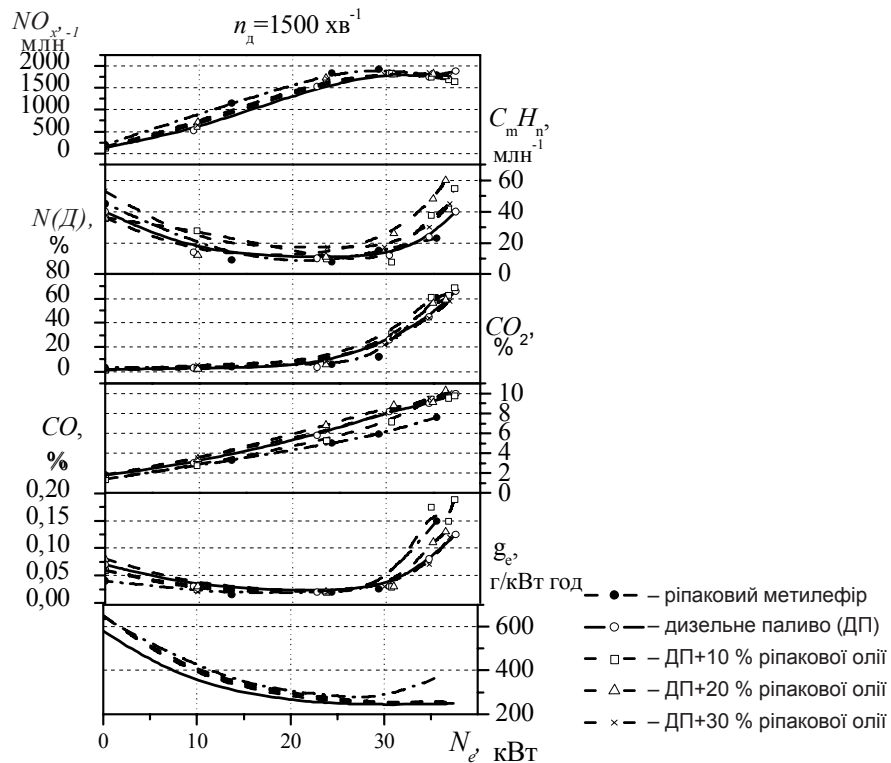 NOₓ,
млн⁻¹
n_д=1500 хв⁻¹
2000
1500
1000
500
0
CₘHₙ,
млн⁻¹
60
40
20
0
N(Д),
%
80
60
40
20
0
CO₂,
%
10
8
6
4
2
0
CO,
%
0,20
0,15
0,10
0,05
0,00
gₑ,
г/кВт год
600
400
200
0 10 20 30 Nₑ, кВт
– ріпаковий метилефір
– дизельне паливо (ДП)
– ДП+10 % ріпакової олії
– ДП+20 % ріпакової олії
– ДП+30 % ріпакової олії